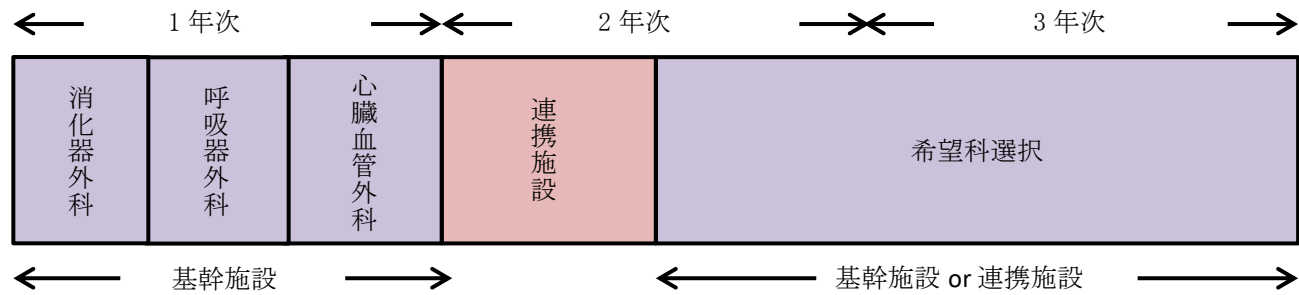 1 年次
2 年次
3 年次
消化器外科
呼吸器外科
心臓血管外科
連携施設
希望科選択
基幹施設
基幹施設 or 連携施設